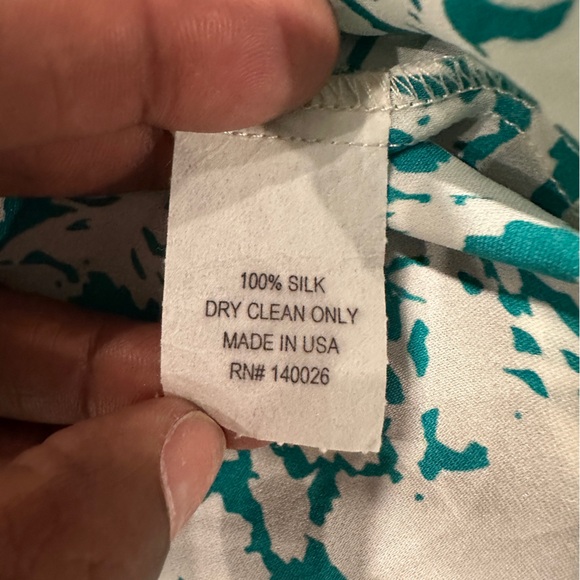 100% SILK
DRY CLEAN ONLY
MADE IN USA
RN# 140026